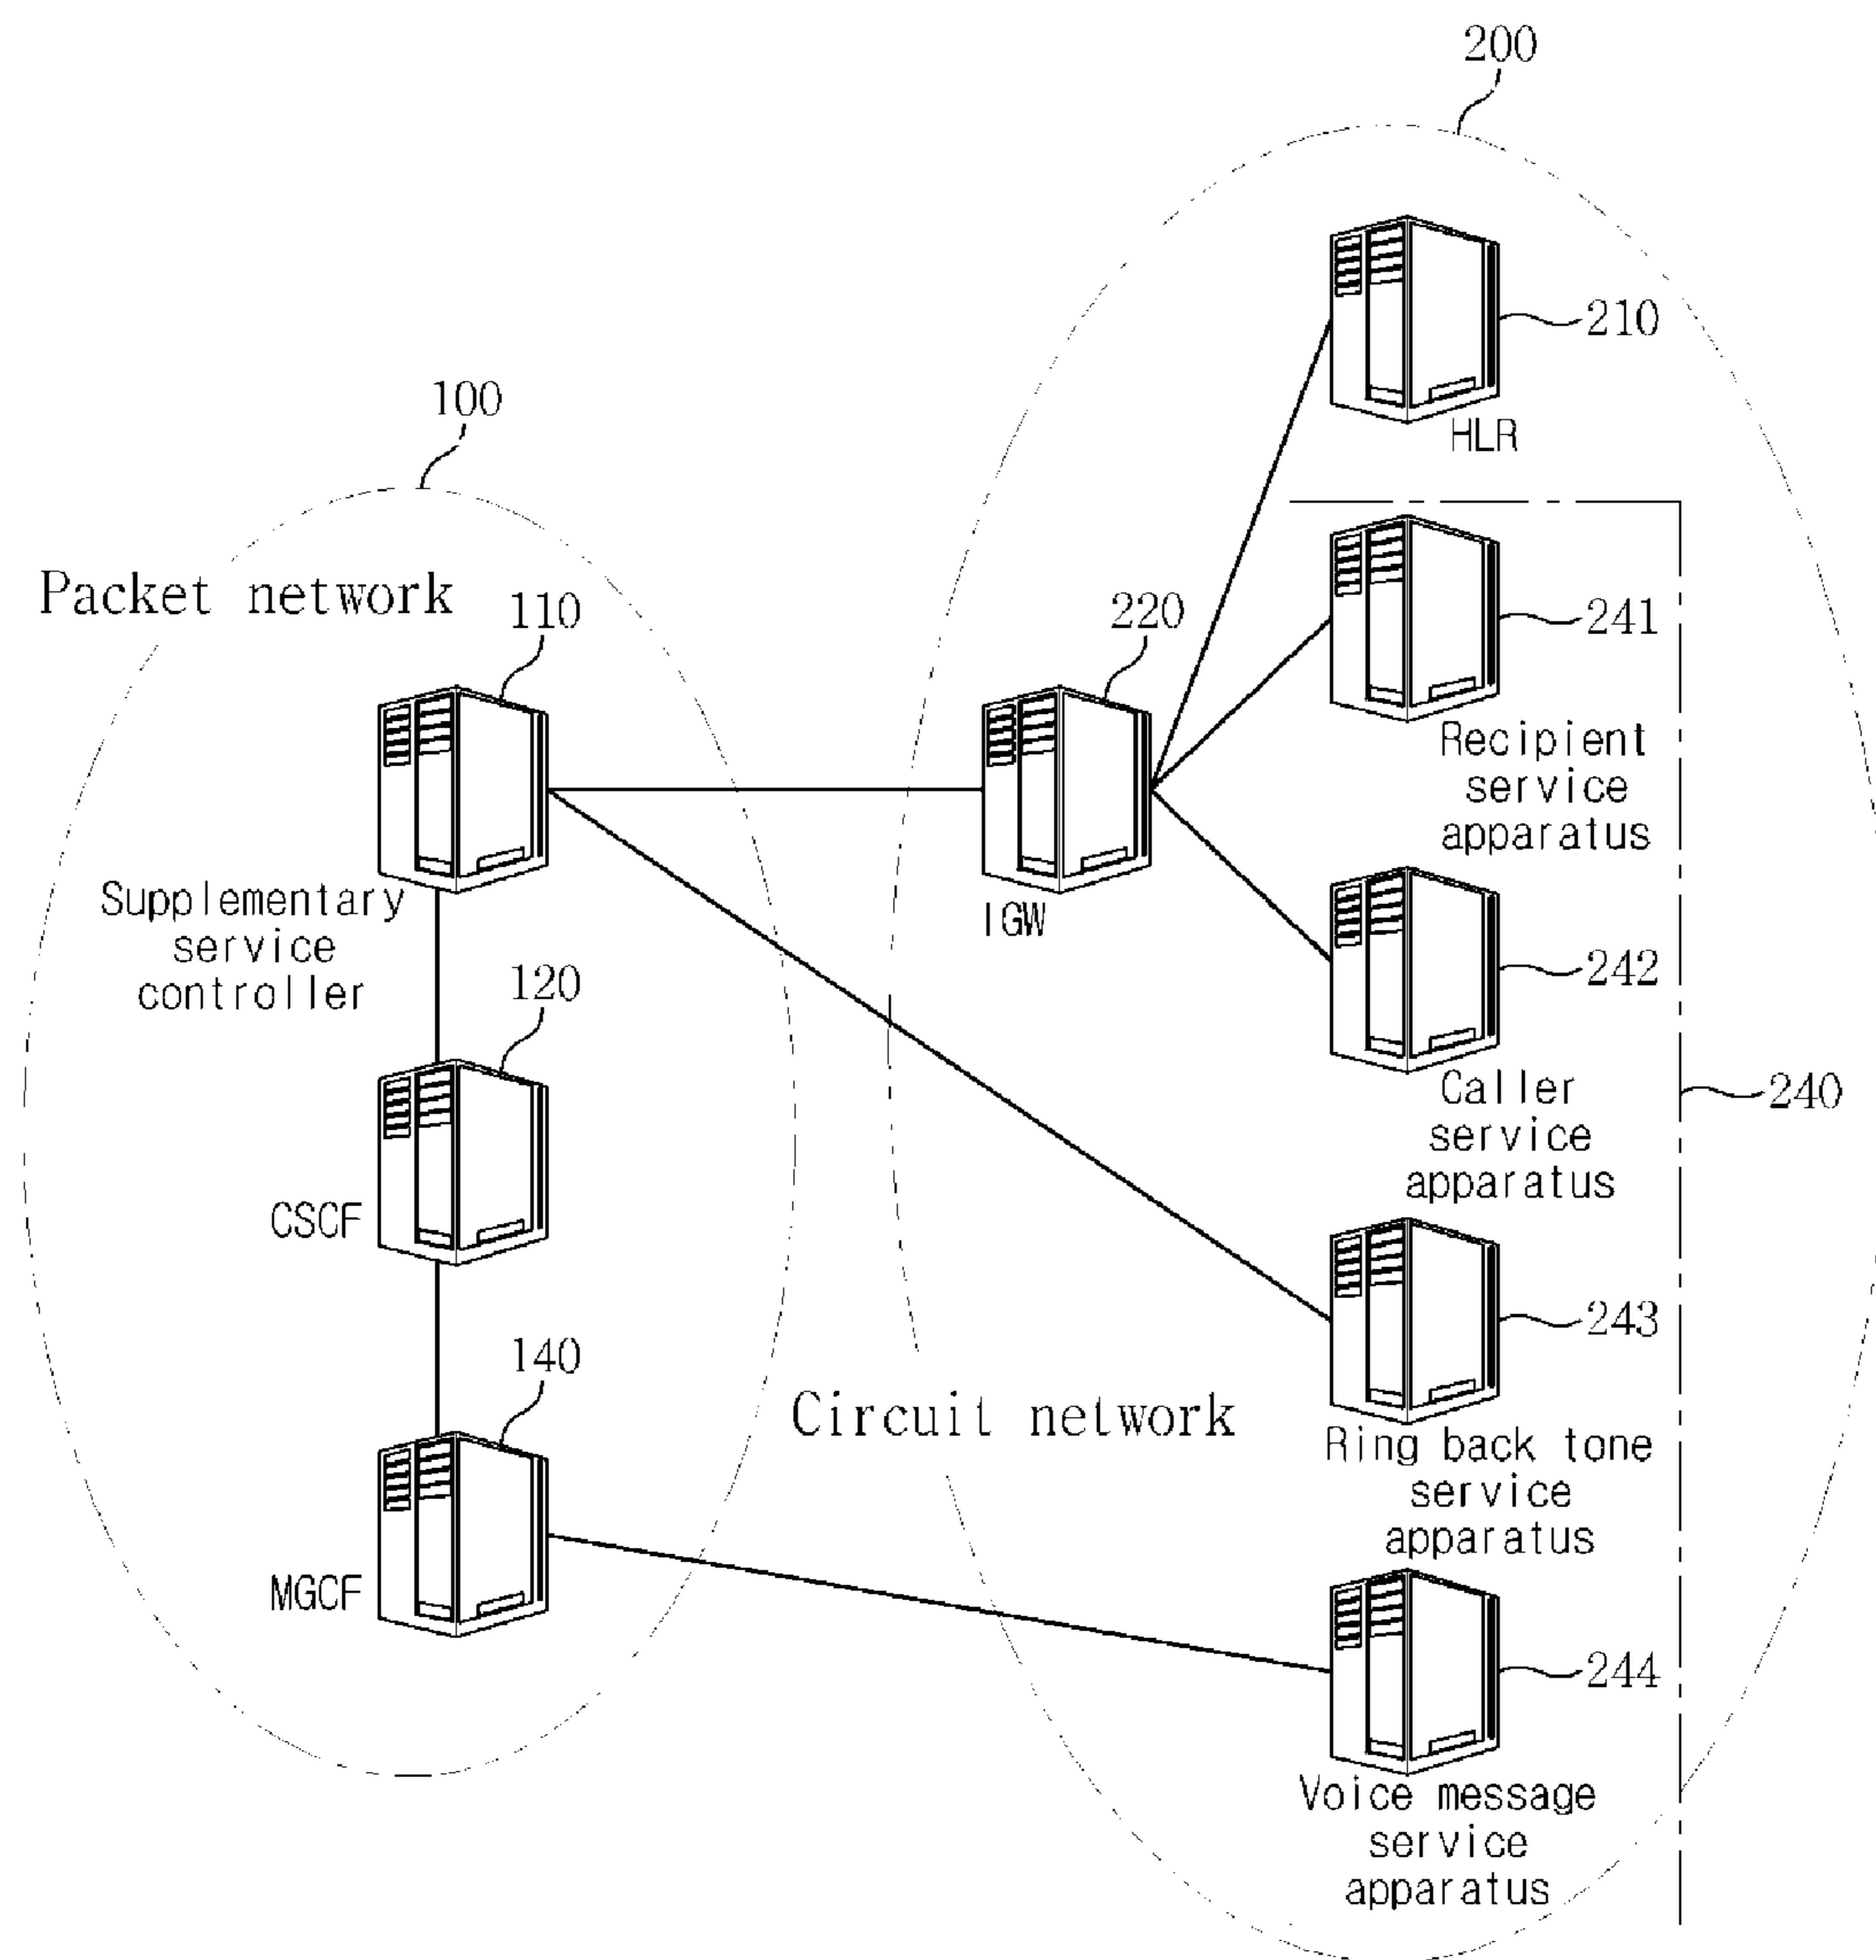 200
210
HLR
100
Packet network
110
220
241
Recipient
service
apparatus
Supplementary
service
controller
IGW
242
120
Caller
service
apparatus
240
CSCF
243
140
Circuit network
Ring back tone
service
apparatus
MGCF
244
Voice message
service
apparatus